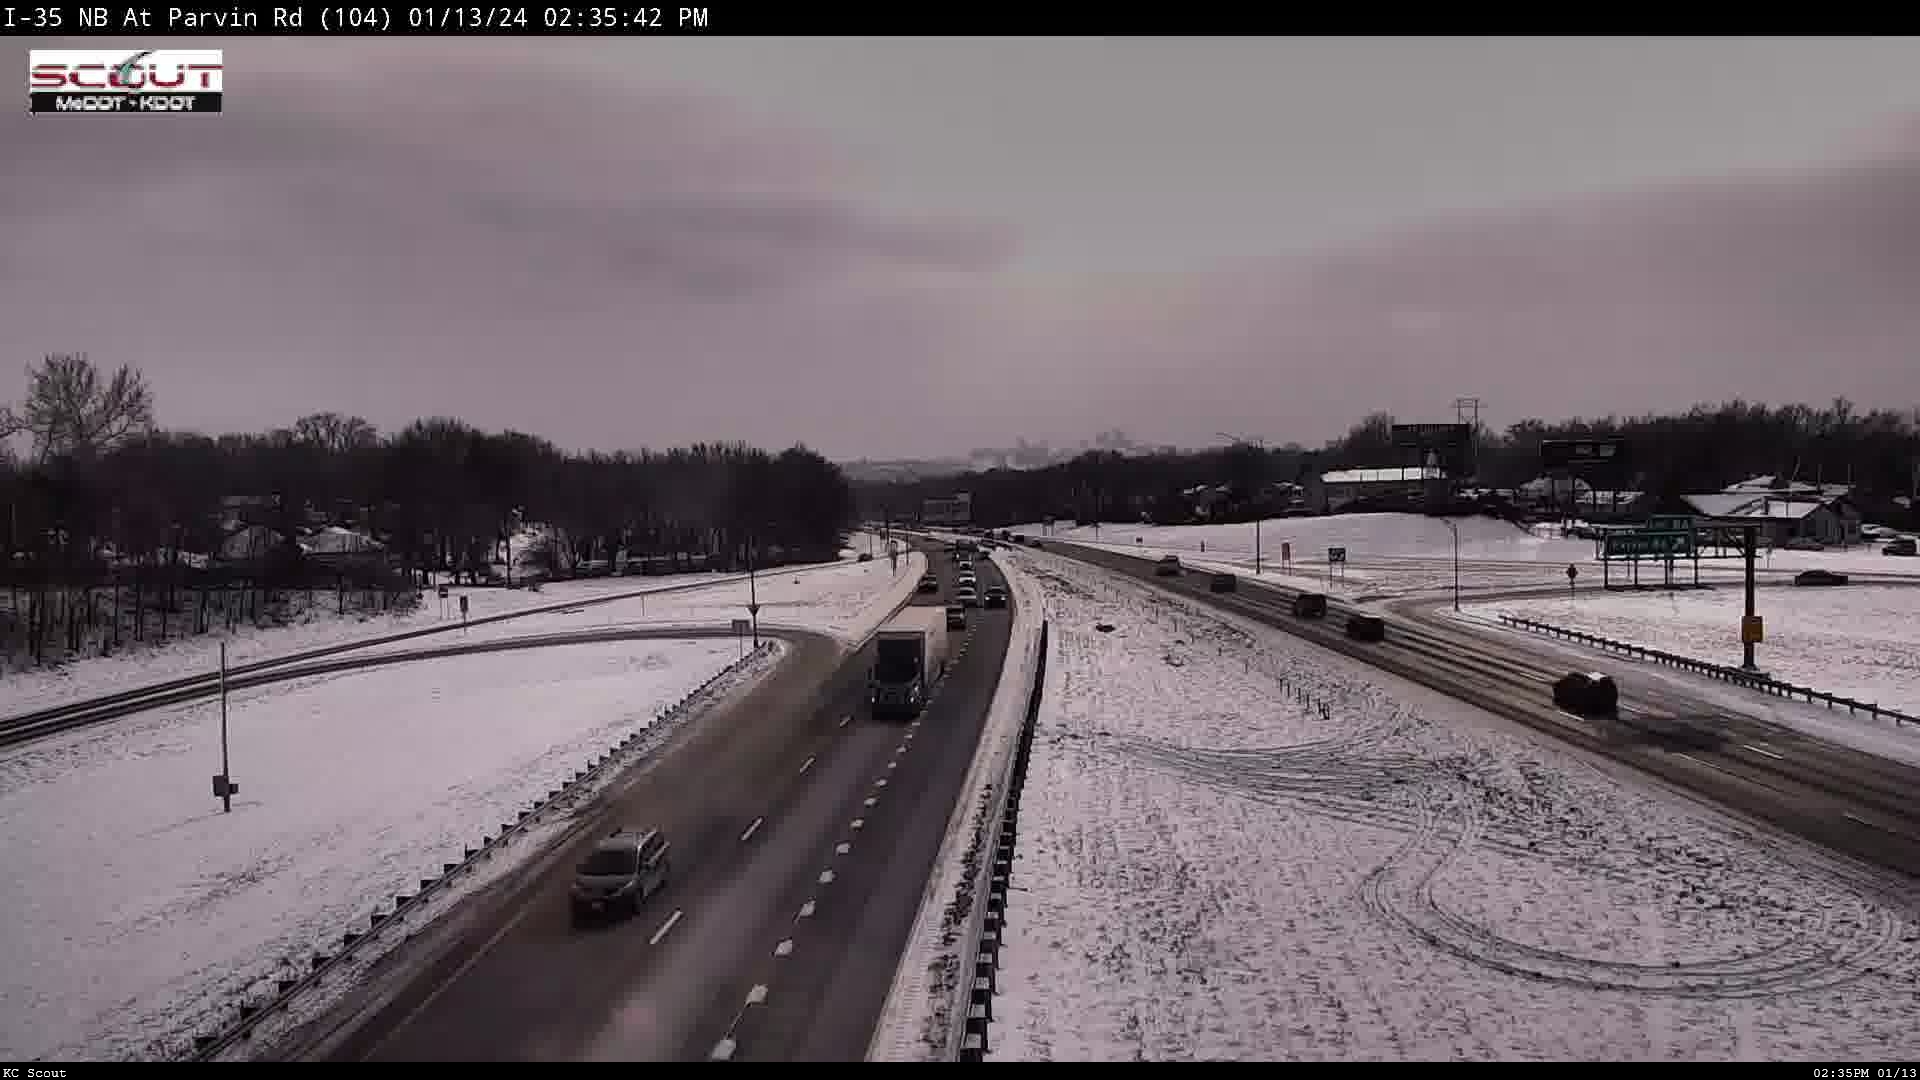 I-35 NB At Parvin Rd (104) 01/13/24 02:35:42 PM
SCOUT
MoDOT - KDOT
KC Scout
02:35PM 01/13